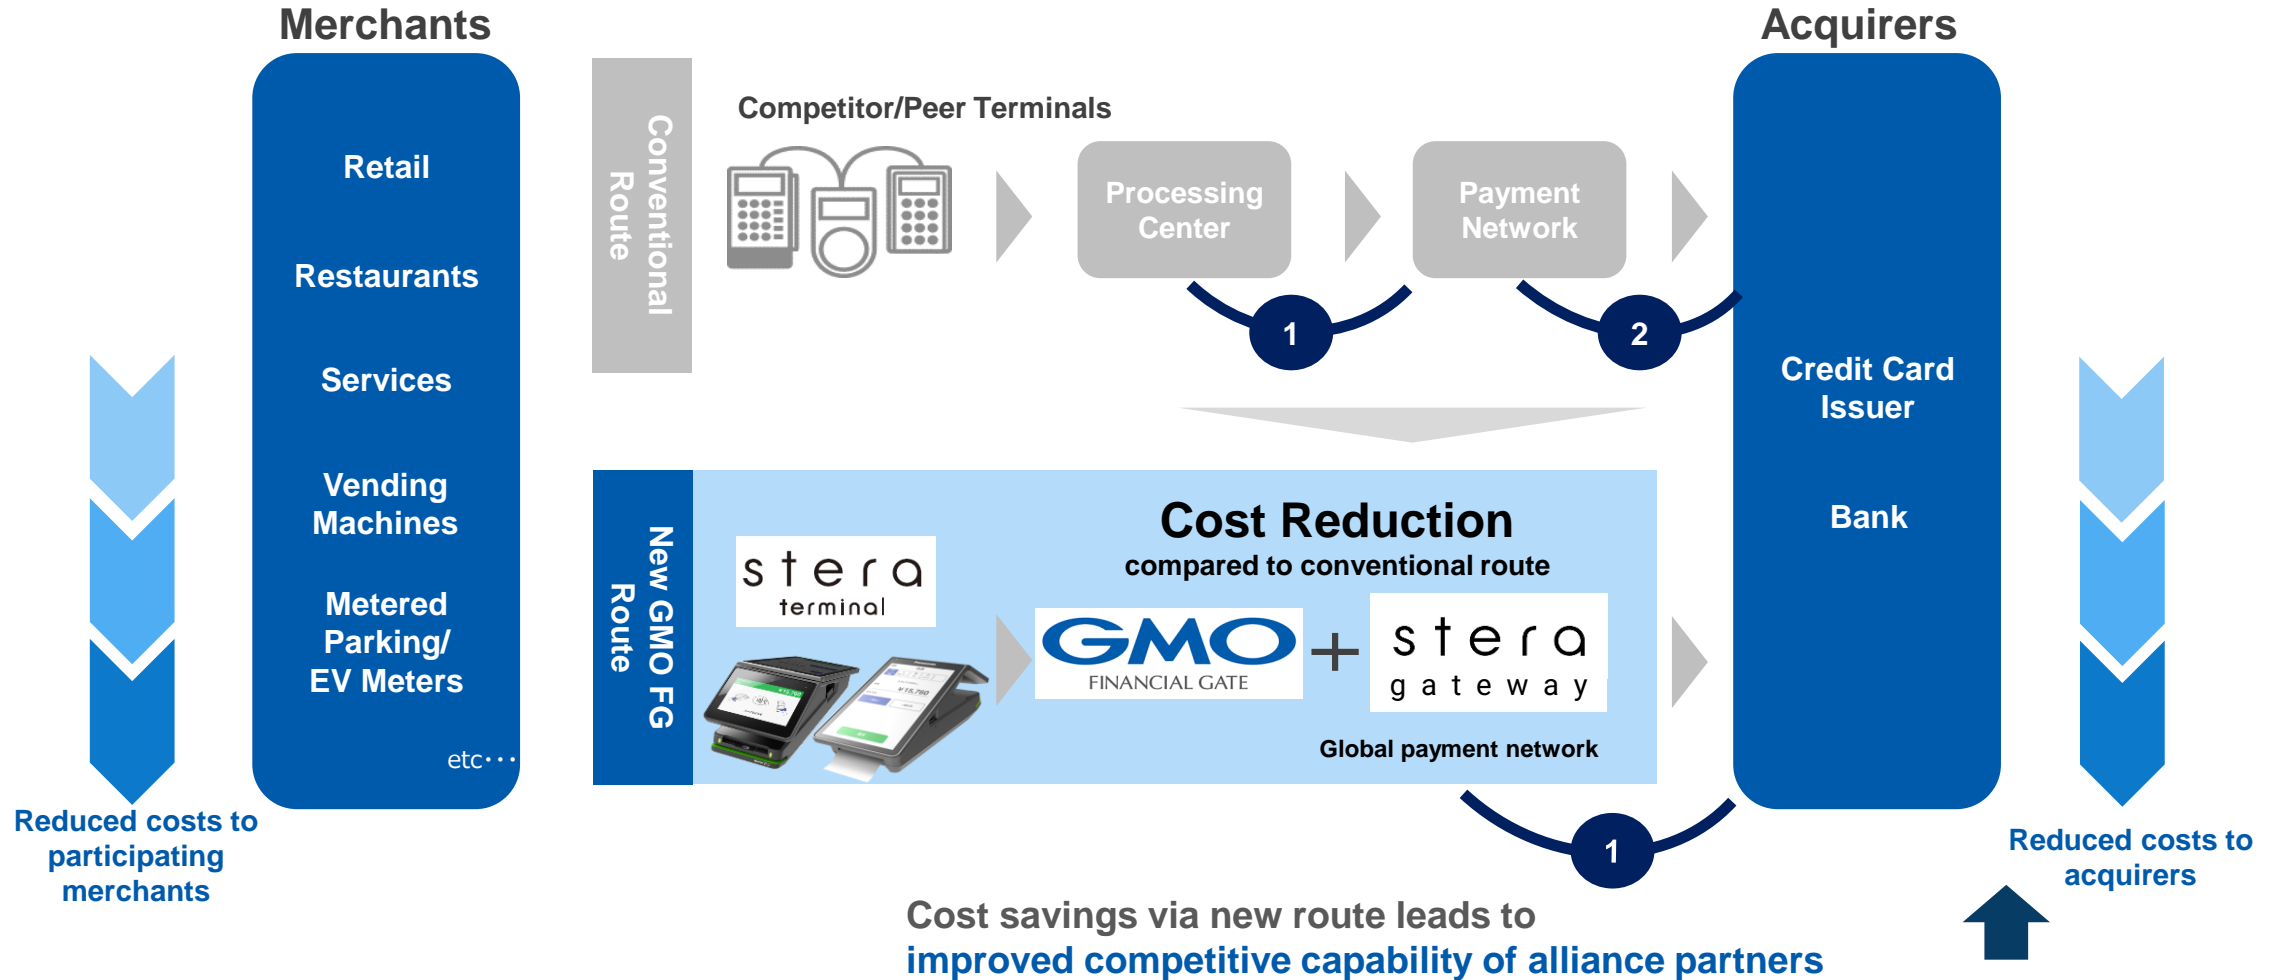 Merchants
Acquirers
Retail
Restaurants
Services
Vending
Machines
Metered
Parking/
EV Meters
etc···
Conventional
Route
Competitor/Peer Terminals
Processing
Center
Payment
Network
1
2
New GMO FG
Route
stera
terminal
Cost Reduction
compared to conventional route
GMO
FINANCIAL GATE
+
stera
gateway
Global payment network
1
Credit Card
Issuer
Bank
Reduced costs to
participating
merchants
Reduced costs to
acquirers
Cost savings via new route leads to
improved competitive capability of alliance partners